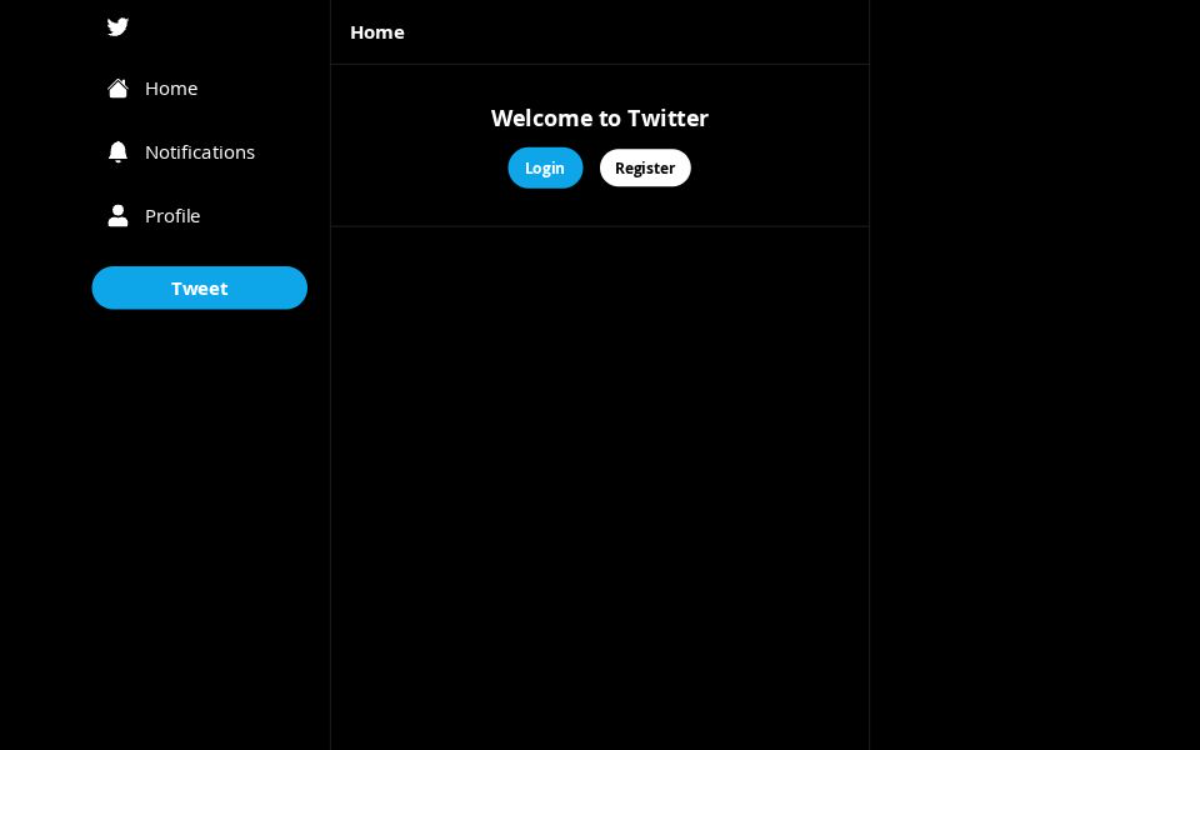 Home
Notifications
Profile
Tweet
Home
Welcome to Twitter
Login
Register